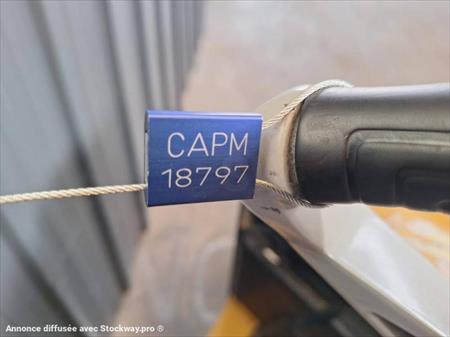 CAPM
18797
Annonce diffusée avec Stockway.pro ®